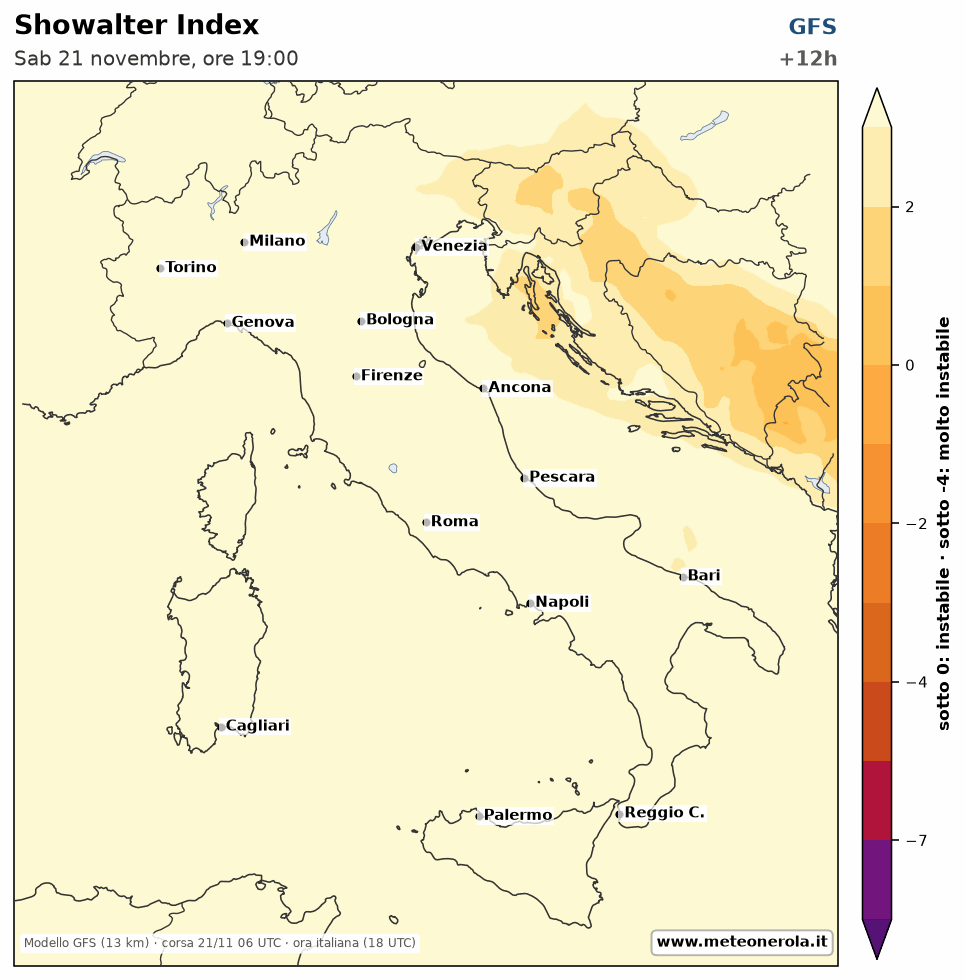 Showalter Index
GFS
Sab 21 novembre, ore 19:00
+12h
Milano
Venezia
Torino
Genova
Bologna
Firenze
Ancona
Pescara
Roma
Bari
Napoli
Cagliari
Palermo
Reggio C.
2
0
−2
−4
−7
sotto 0: instabile · sotto -4: molto instabile
Modello GFS (13 km) · corsa 21/11 06 UTC · ora italiana (18 UTC)
www.meteonerola.it